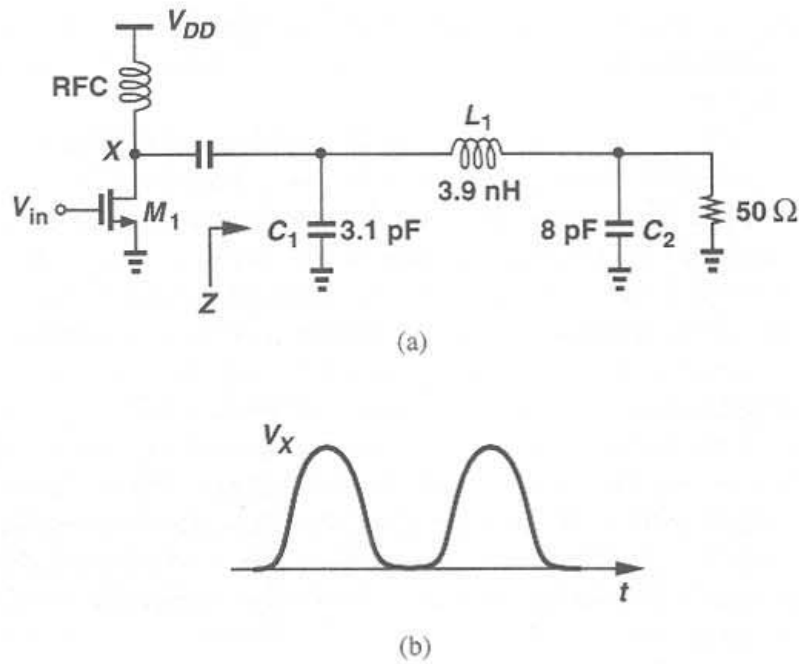 V_DD
RFC
X
L_1
3.9 nH
V_in
M_1
C_1
3.1 pF
8 pF
C_2
50 Ω
Z
(a)
V_X
t
(b)